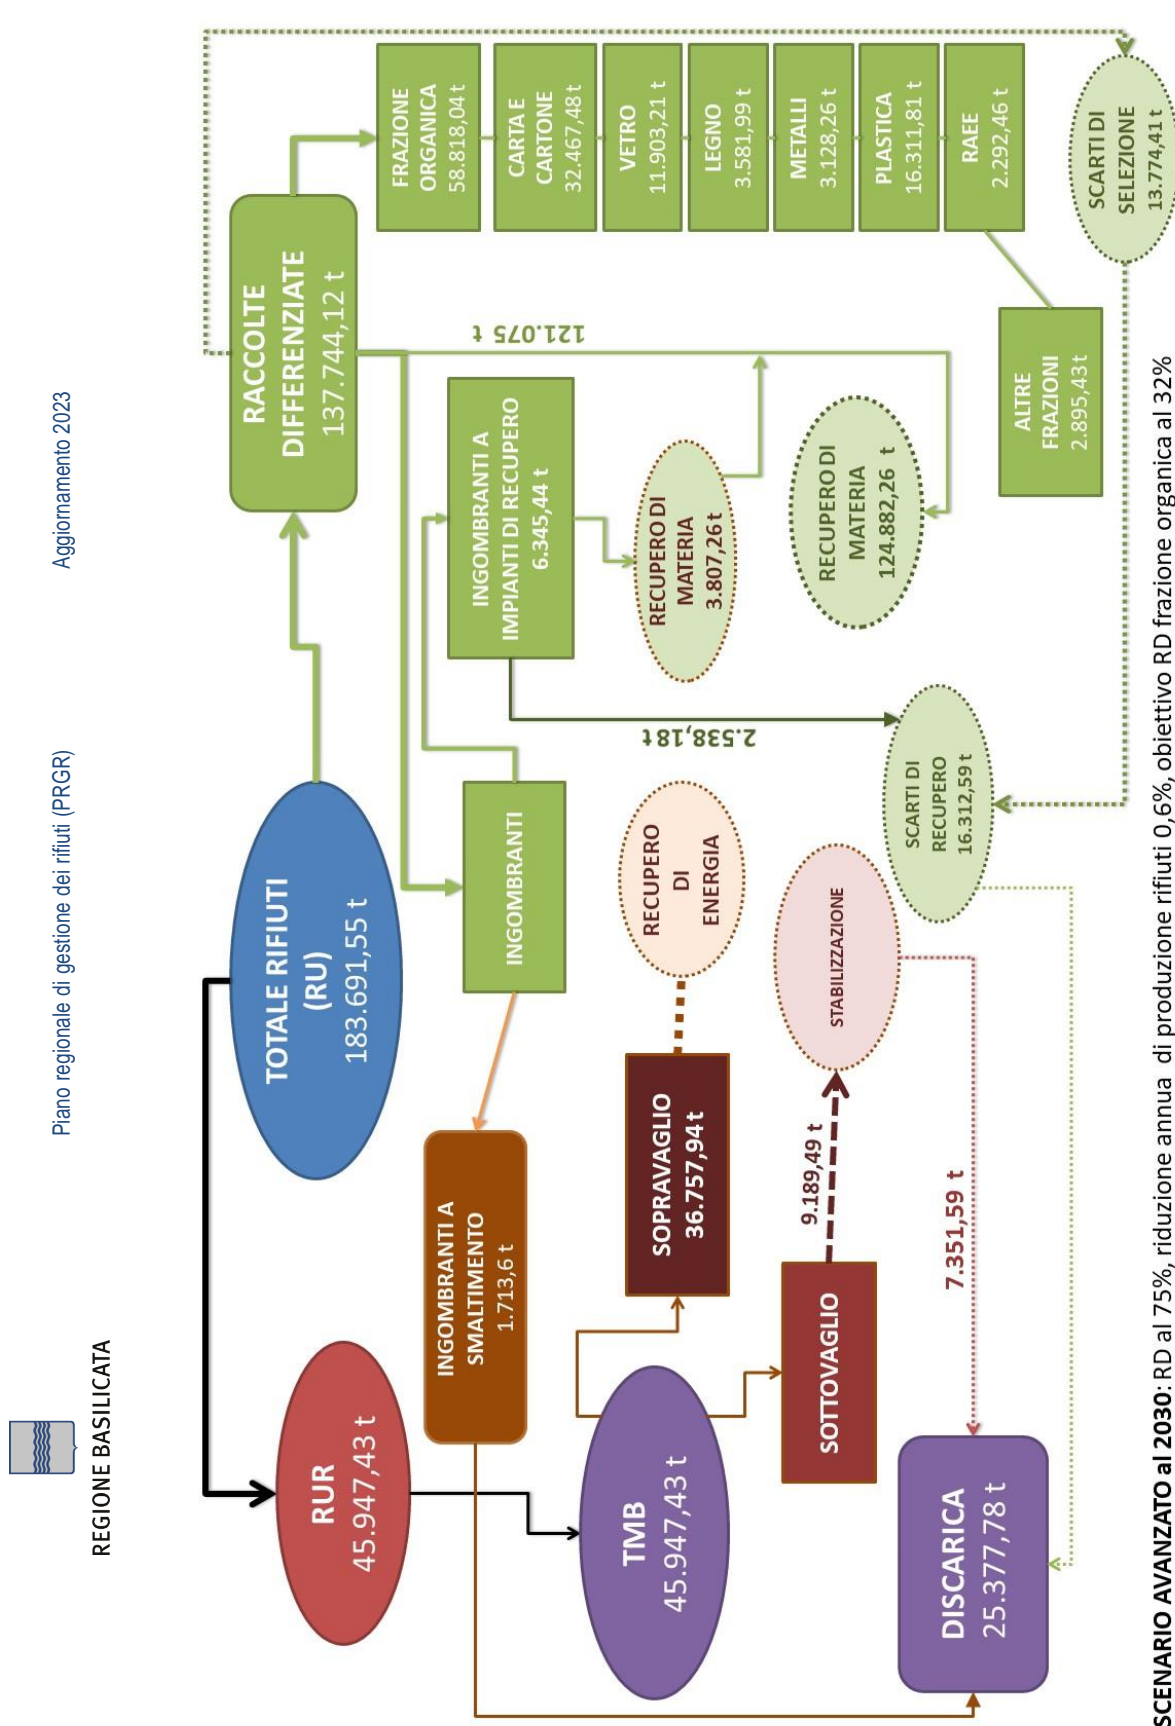 REGIONE BASILICATA
Piano regionale di gestione dei rifiuti (PRGR)
Aggiornamento 2023
TOTALE RIFIUTI
(RU)
183.691,55 t
RUR
45.947,43 t
RACCOLTE
DIFFERENZIATE
137.744,12 t
FRAZIONE
ORGANICA
58.818,04 t
CARTA E
CARTONE
32.467,48 t
VETRO
11.903,21 t
LEGNO
3.581,99 t
METALLI
3.128,26 t
PLASTICA
16.311,81 t
RAEE
2.292,46 t
ALTRE
FRAZIONI
2.895,43 t
SCARTI DI
SELEZIONE
13.774,41 t
121.075 t
INGOMBRANTI
INGOMBRANTI A
IMPIANTI DI RECUPERO
6.345,44 t
RECUPERO DI
MATERIA
3.807,26 t
RECUPERO DI
MATERIA
124.882,26 t
2.538,18 t
SCARTI DI
RECUPERO
16.312,59 t
INGOMBRANTI A
SMALTIMENTO
1.713,6 t
TMB
45.947,43 t
SOPRAVAGLIO
36.757,94 t
RECUPERO
DI
ENERGIA
SOTTOVAGLIO
9.189,49 t
STABILIZZAZIONE
7.351,59 t
DISCARICA
25.377,78 t
SCENARIO AVANZATO al 2030: RD al 75%, riduzione annua di produzione rifiuti 0,6%, obiettivo RD frazione organica al 32%